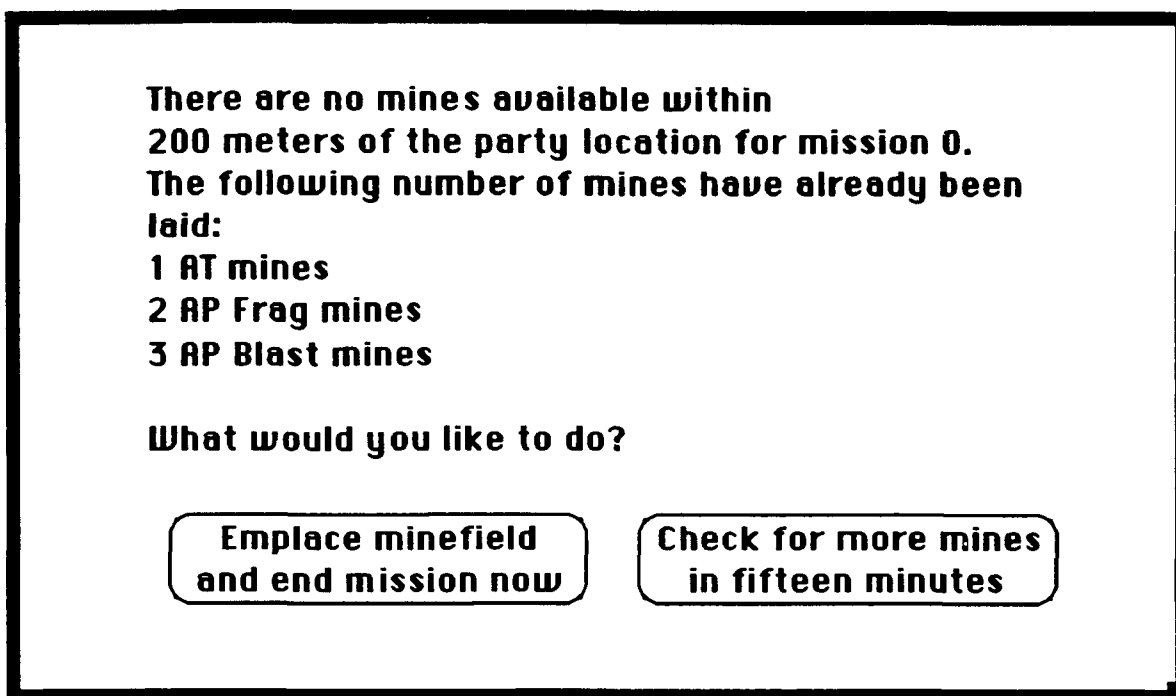 There are no mines available within
200 meters of the party location for mission 0.
The following number of mines have already been
laid:
1 AT mines
2 AP Frag mines
3 AP Blast mines
What would you like to do?
Emplace minefield
and end mission now
Check for more mines
in fifteen minutes